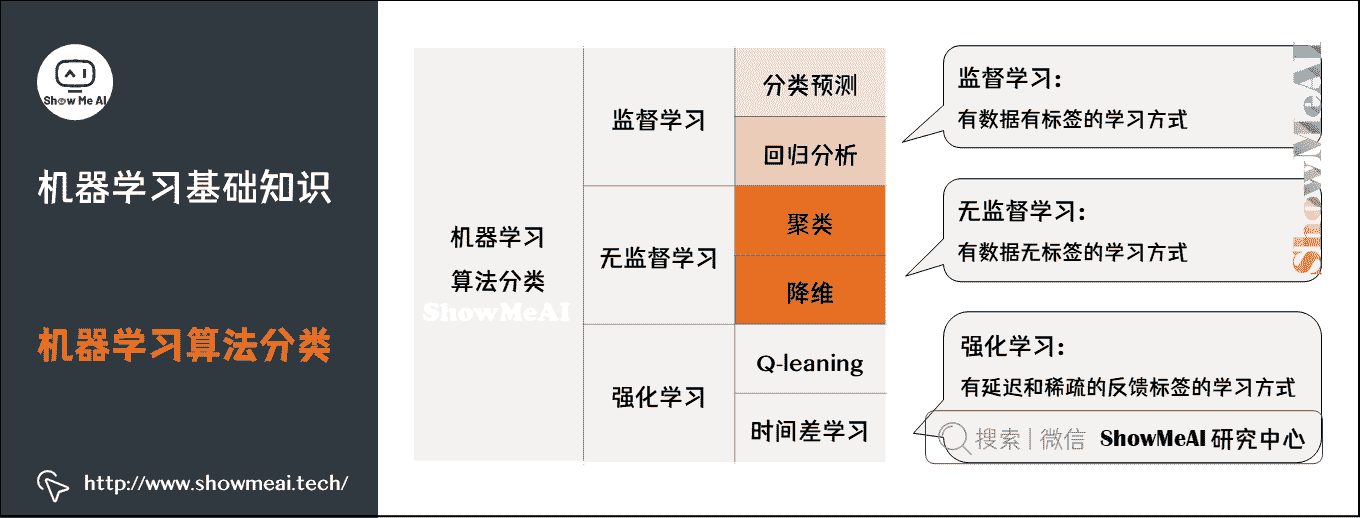 Show Me AI
机器学习基础知识
机器学习算法分类
http://www.showmeai.tech/
机器学习
算法分类
ShowMeAI
监督学习
分类预测
回归分析
无监督学习
聚类
降维
强化学习
Q-leaning
时间差学习
监督学习:
有数据有标签的学习方式
无监督学习:
有数据无标签的学习方式
强化学习:
有延迟和稀疏的反馈标签的学习方式
搜索 | 微信 ShowMeAI 研究中心
ShowMeAI